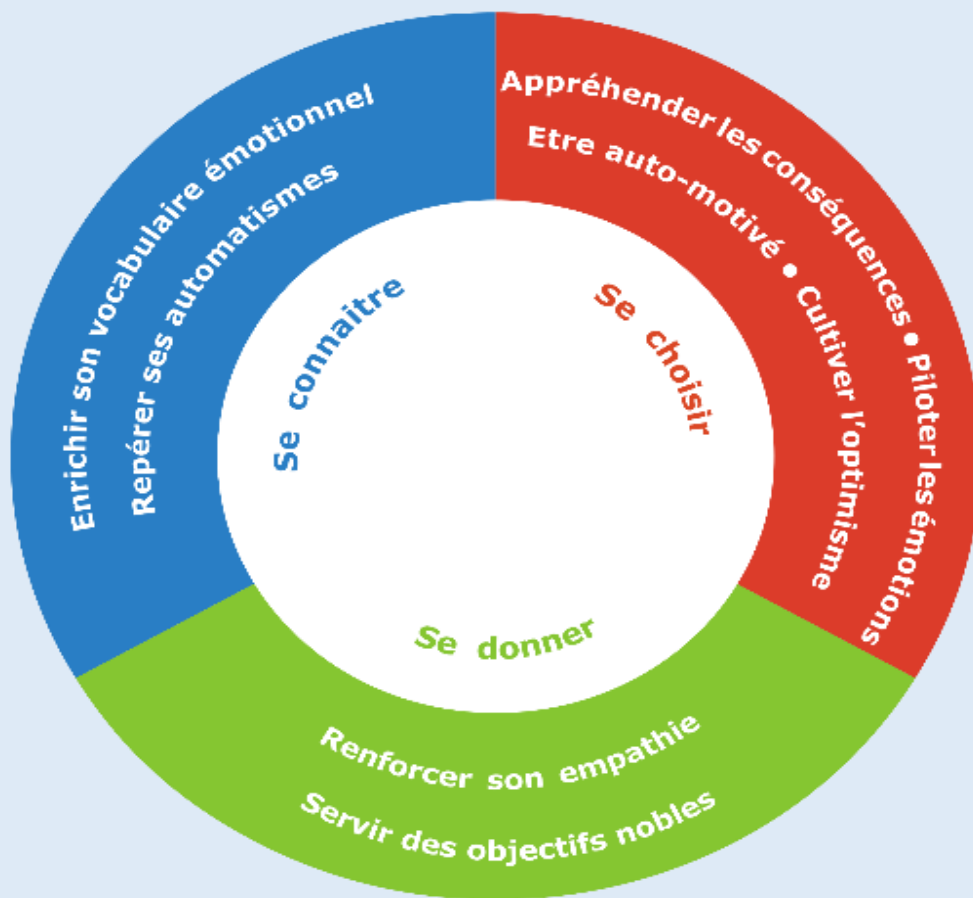 Enrichir son vocabulaire émotionnel
Repérer ses automatismes
Se connaitre
Appréhender les conséquences • Piloter les émotions
Etre auto-motivé • Cultiver l'optimisme
Se choisir
Se donner
Renforcer son empathie
Servir des objectifs nobles